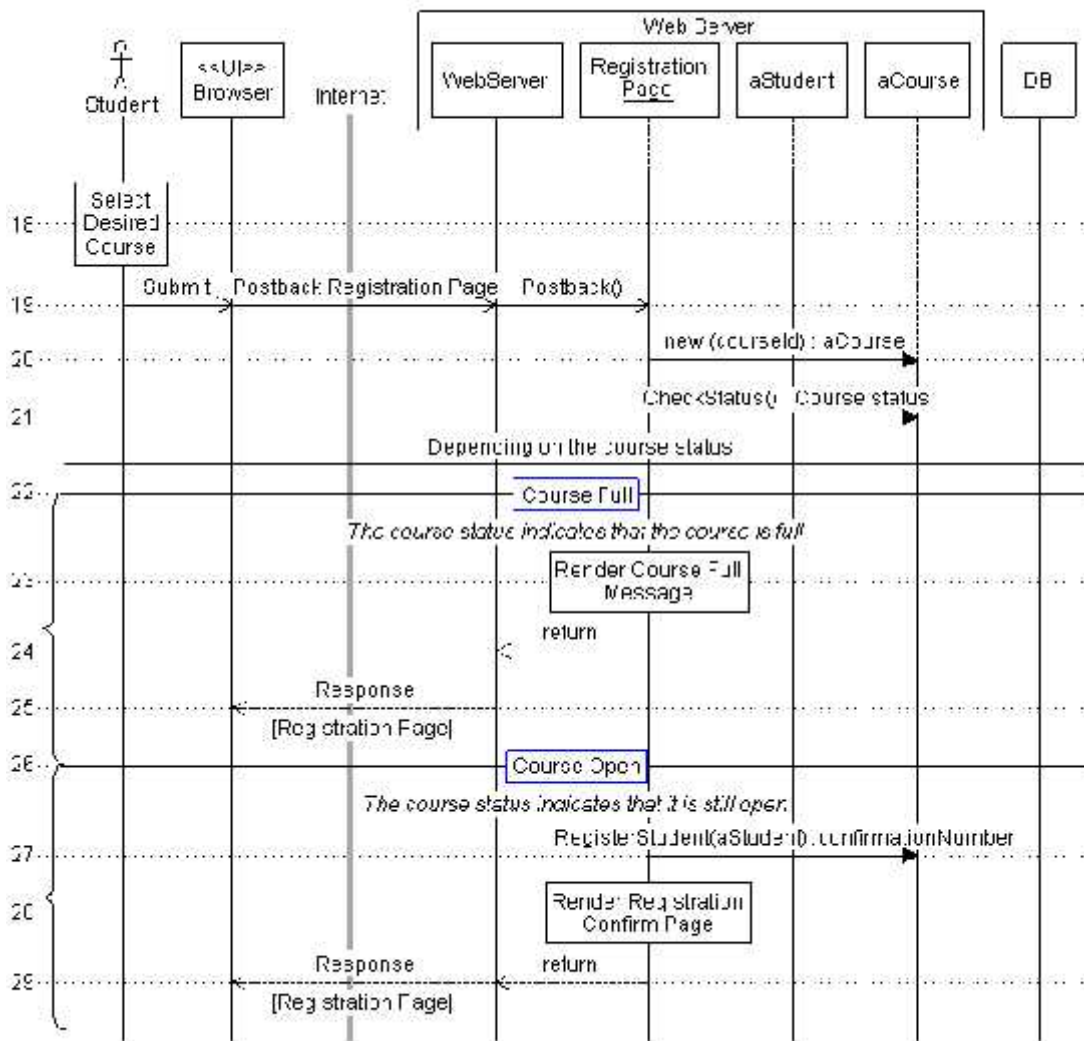 Web Server
Student
<<UI>>
Browser
Internet
WebServer
Registration
Page
aStudent
aCourse
DB
18
Select
Desired
Course
19
Submit
Postback Registration Page
Postback()
20
new (courseId) : aCourse
21
CheckStatus() : Course status
Depending on the course status
22
Course Full
The course status indicates that the course is full
23
Render Course Full
Message
24
return
25
Response
[Registration Page]
26
Course Open
The course status indicates that it is still open.
27
RegisterStudent(aStudent) : confirmationNumber
28
Render Registration
Confirm Page
29
Response
return
[Registration Page]